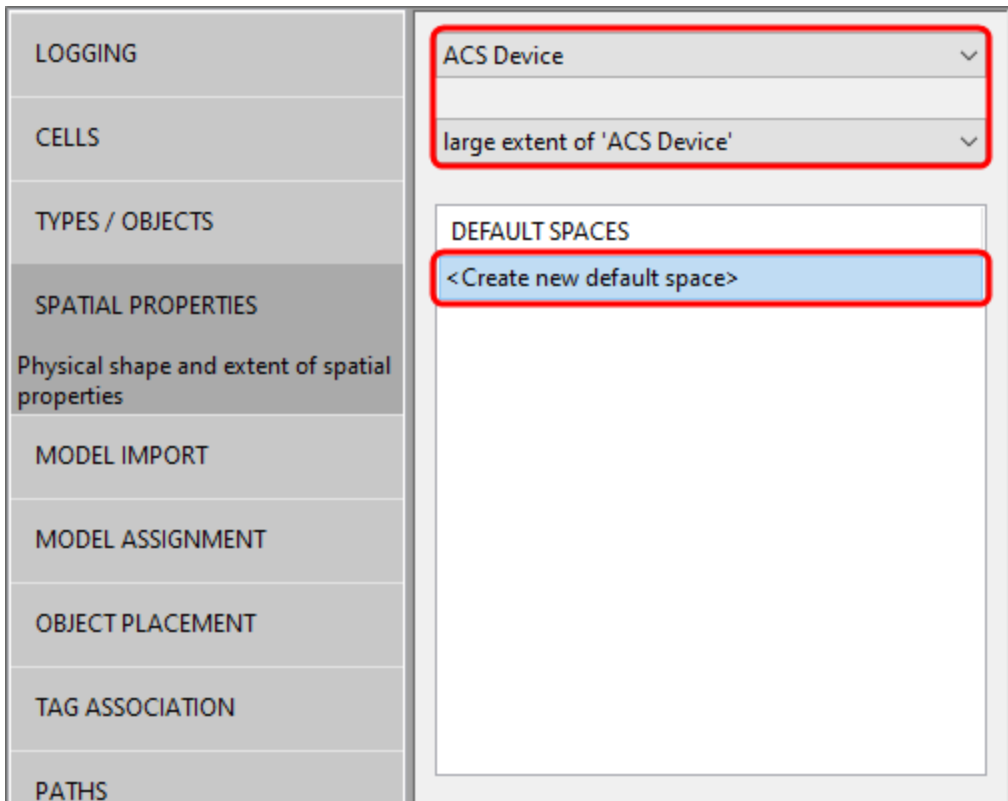 LOGGING
CELLS
TYPES / OBJECTS
SPATIAL PROPERTIES
Physical shape and extent of spatial
properties
MODEL IMPORT
MODEL ASSIGNMENT
OBJECT PLACEMENT
TAG ASSOCIATION
PATHS
ACS Device
large extent of 'ACS Device'
DEFAULT SPACES
<Create new default space>